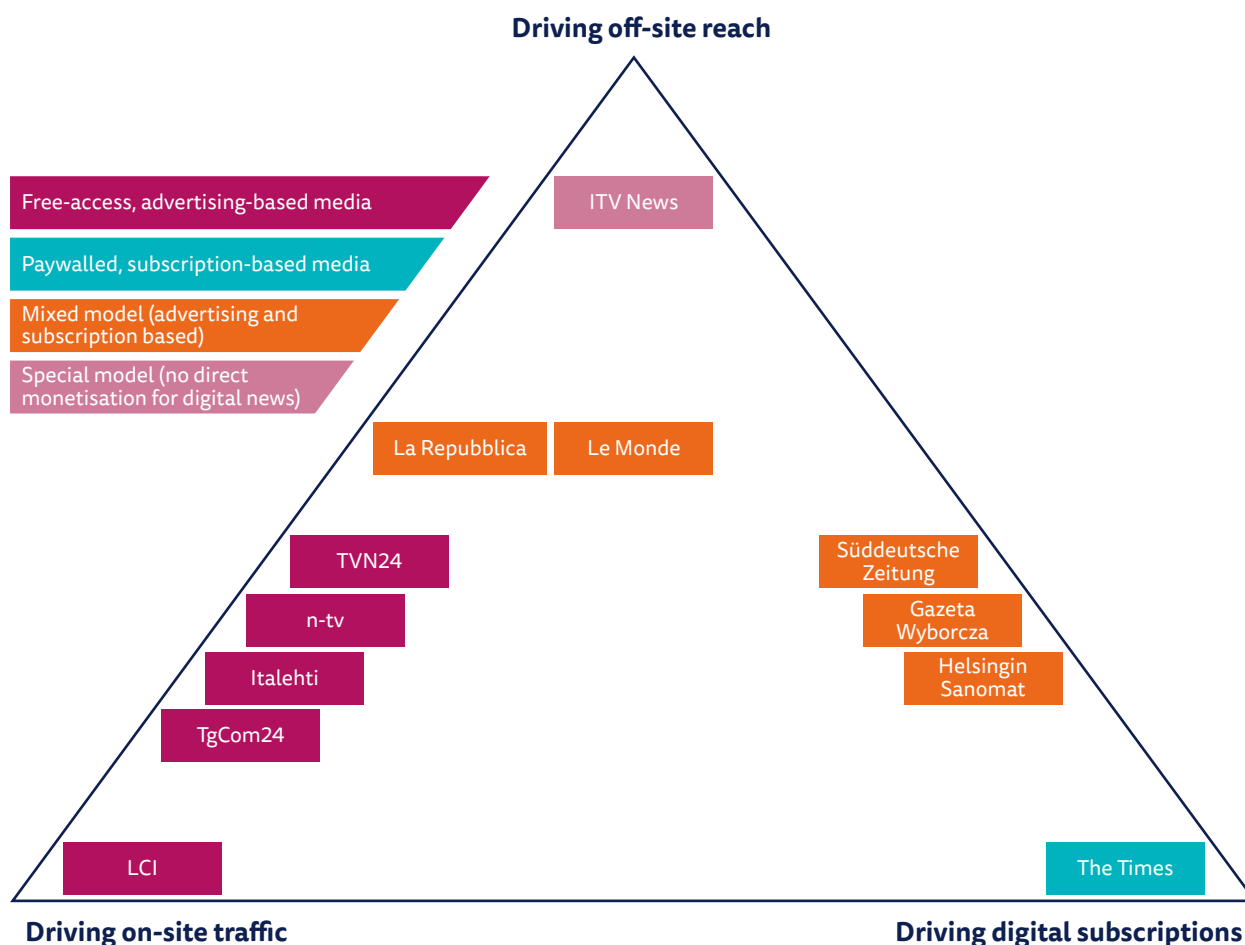 Driving off-site reach
Free-access, advertising-based media
ITV News
Paywalled, subscription-based media
Mixed model (advertising and
subscription based)
Special model (no direct
monetisation for digital news)
La Repubblica
Le Monde
TVN24
Süddeutsche
Zeitung
n-tv
Gazeta
Wyborcza
Italehti
Helsingin
Sanomat
TgCom24
LCI
The Times
Driving on-site traffic
Driving digital subscriptions